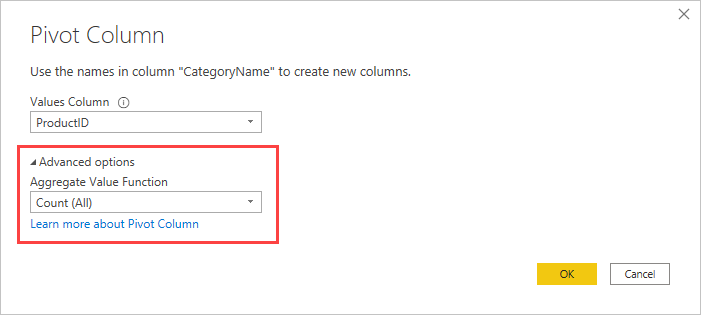 Pivot Column
Use the names in column "CategoryName" to create new columns.
Values Column
ProductID
Advanced options
Aggregate Value Function
Count (All)
Learn more about Pivot Column
OK
Cancel